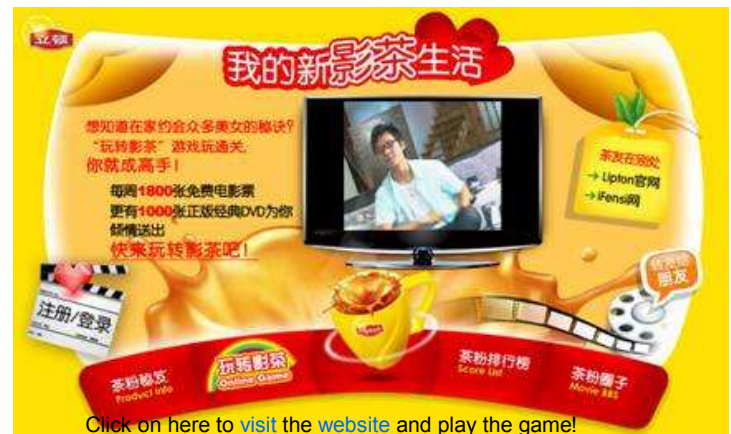 立顿
我的新影茶生活
想知道在家约会众多美女的秘诀?
“玩转影茶”游戏玩通关,
你就成高手!
每周1800张免费电影票
更有1000张正版经典DVD为你
倾情送出
快来玩转影茶吧!
茶友在别处
→ Lipton官网
→ iFensi网
朋友
注册/登录
Lipton
茶粉秘笈
Product Info
玩转影茶
Online Game
茶粉排行榜
Score List
茶粉圈子
Movie BBS
Click on here to visit the website and play the game!